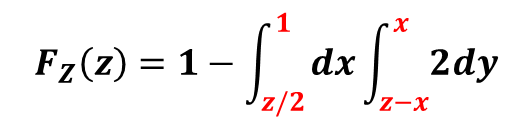 F_Z(z) = 1 − ∫_{z/2}^{1} dx ∫_{z−x}^{x} 2dy